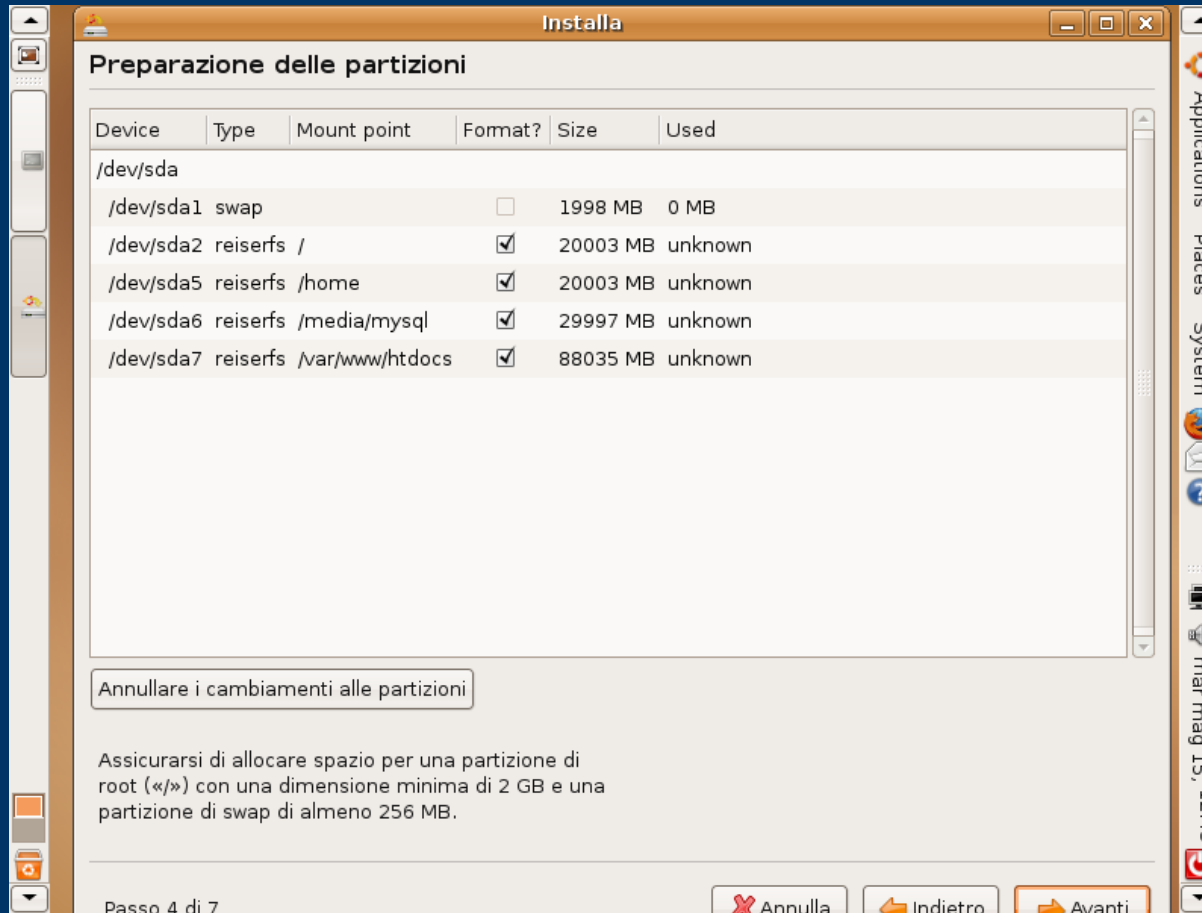 Installa
Preparazione delle partizioni
Device Type Mount point Format? Size Used
/dev/sda
/dev/sda1 swap 1998 MB 0 MB
/dev/sda2 reiserfs / 20003 MB unknown
/dev/sda5 reiserfs /home 20003 MB unknown
/dev/sda6 reiserfs /media/mysql 29997 MB unknown
/dev/sda7 reiserfs /var/www/htdocs 88035 MB unknown
Annullare i cambiamenti alle partizioni
Assicurarsi di allocare spazio per una partizione di
root («/») con una dimensione minima di 2 GB e una
partizione di swap di almeno 256 MB.
Passo 4 di 7
Annulla
Indietro
Avanti
Applications Places System
mar mag 15,